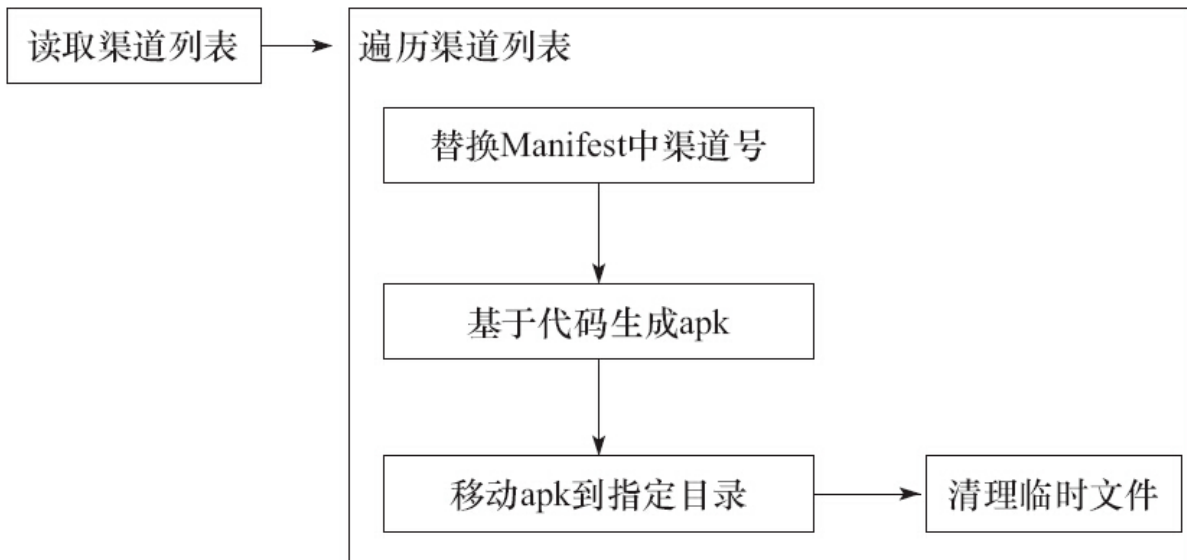 读取渠道列表
遍历渠道列表
替换Manifest中渠道号
基于代码生成apk
移动apk到指定目录
清理临时文件